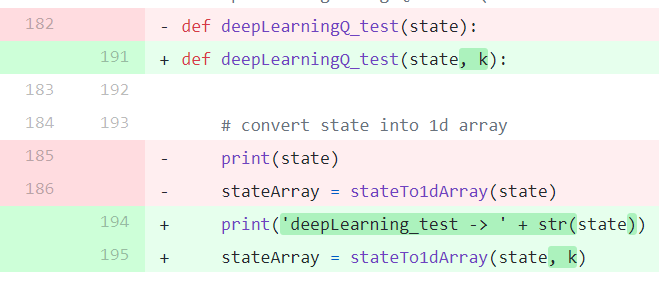 182 - def deepLearningQ_test(state):
191 + def deepLearningQ_test(state, k):
183 192
184 193 # convert state into 1d array
185 - print(state)
186 - stateArray = stateTo1dArray(state)
194 + print('deepLearning_test -> ' + str(state))
195 + stateArray = stateTo1dArray(state, k)